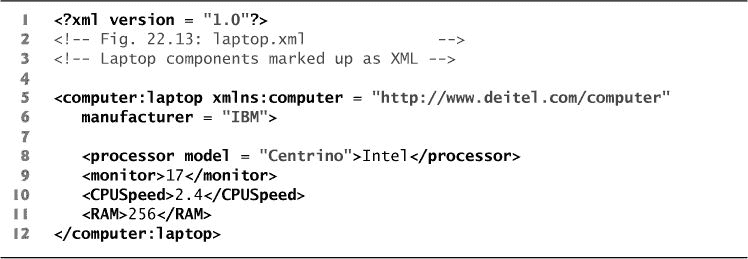 1 <?xml version = "1.0"?>
2 <!-- Fig. 22.13: laptop.xml -->
3 <!-- Laptop components marked up as XML -->
4
5 <computer:laptop xmlns:computer = "http://www.deitel.com/computer"
6 manufacturer = "IBM">
7
8 <processor model = "Centrino">Intel</processor>
9 <monitor>17</monitor>
10 <CPUSpeed>2.4</CPUSpeed>
11 <RAM>256</RAM>
12 </computer:laptop>